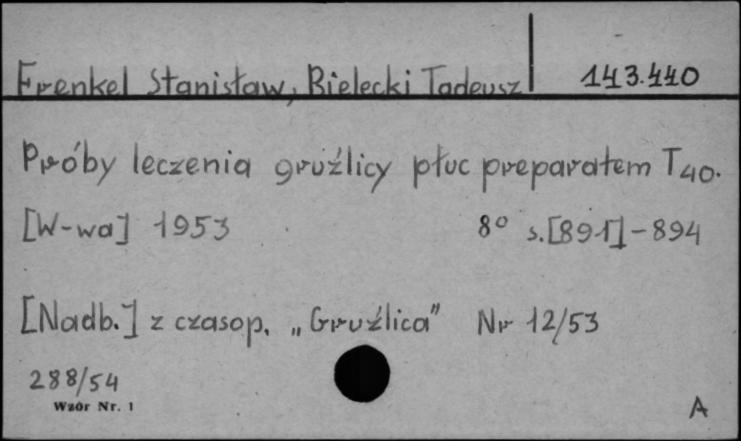 Frenkel Stanisław, Bielecki Tadeusz 143.440
Próby leczenia gruźlicy płuc preparatem T40.
[W-wa] 1953 8° s.[891]-894
[Nadb.] z czasop. „Gruźlica" Nr 12/53
288/54
Wzór Nr. 1
A